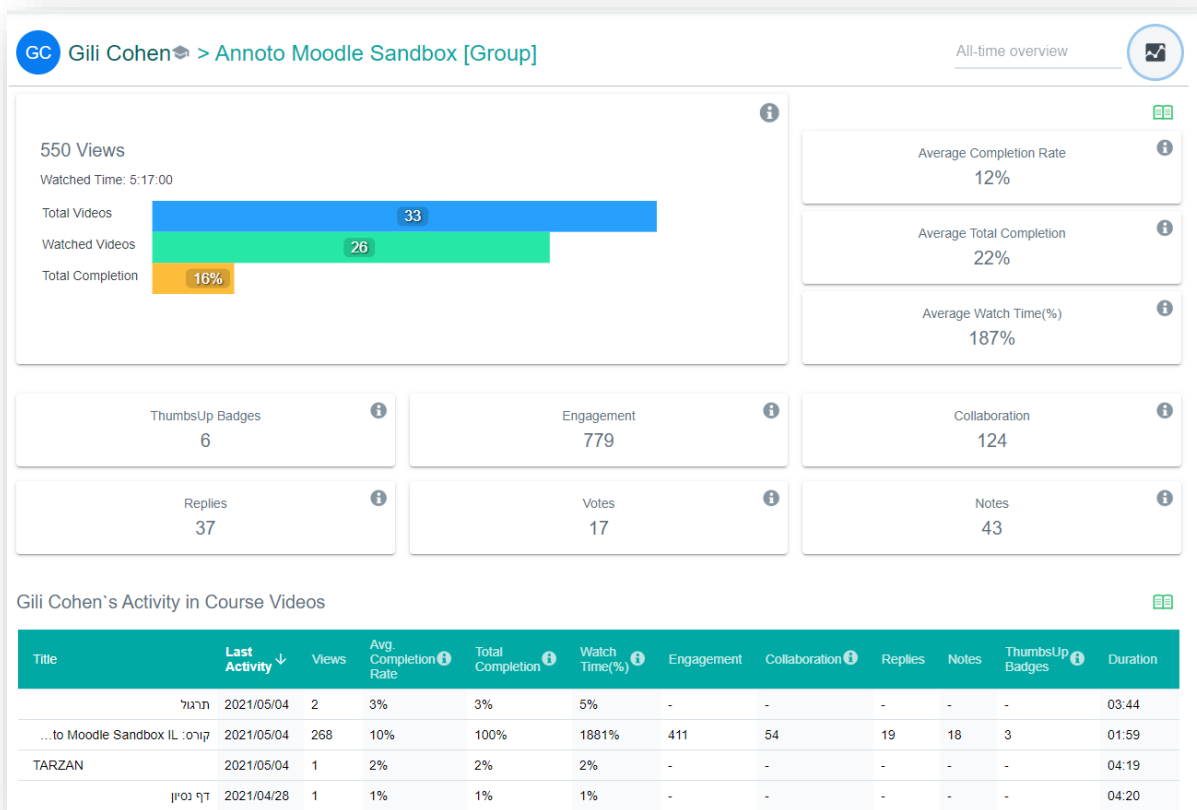 GC Gili Cohen > Annoto Moodle Sandbox [Group]
All-time overview
550 Views
Watched Time: 5:17:00
Total Videos 33
Watched Videos 26
Total Completion 16%
Average Completion Rate
12%
Average Total Completion
22%
Average Watch Time(%)
187%
ThumbsUp Badges
6
Engagement
779
Collaboration
124
Replies
37
Votes
17
Notes
43
Gili Cohen`s Activity in Course Videos
Title Last Activity Views Avg. Completion Rate Total Completion Watch Time(%) Engagement Collaboration Replies Notes ThumbsUp Badges Duration
תרגול 2021/05/04 2 3% 3% 5% - - - - - 03:44
קורס: to Moodle Sandbox IL… 2021/05/04 268 10% 100% 1881% 411 54 19 18 3 01:59
TARZAN 2021/05/04 1 2% 2% 2% - - - - - 04:19
דף נסיון 2021/04/28 1 1% 1% 1% - - - - - 04:20